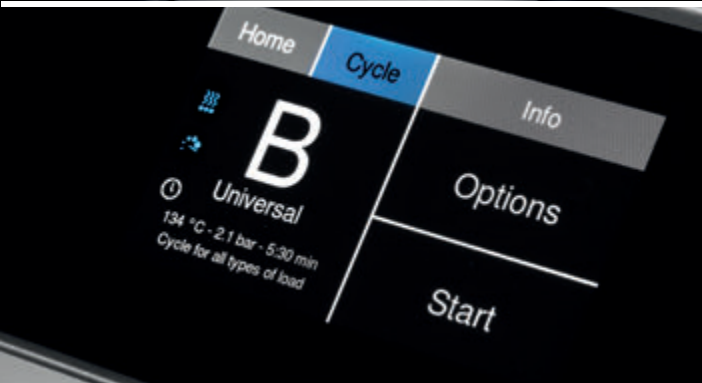 Home
Cycle
Info
B
Universal
134 °C - 2.1 bar - 5:30 min
Cycle for all types of load
Options
Start